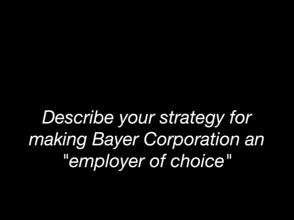 Describe your strategy for
making Bayer Corporation an
"employer of choice"